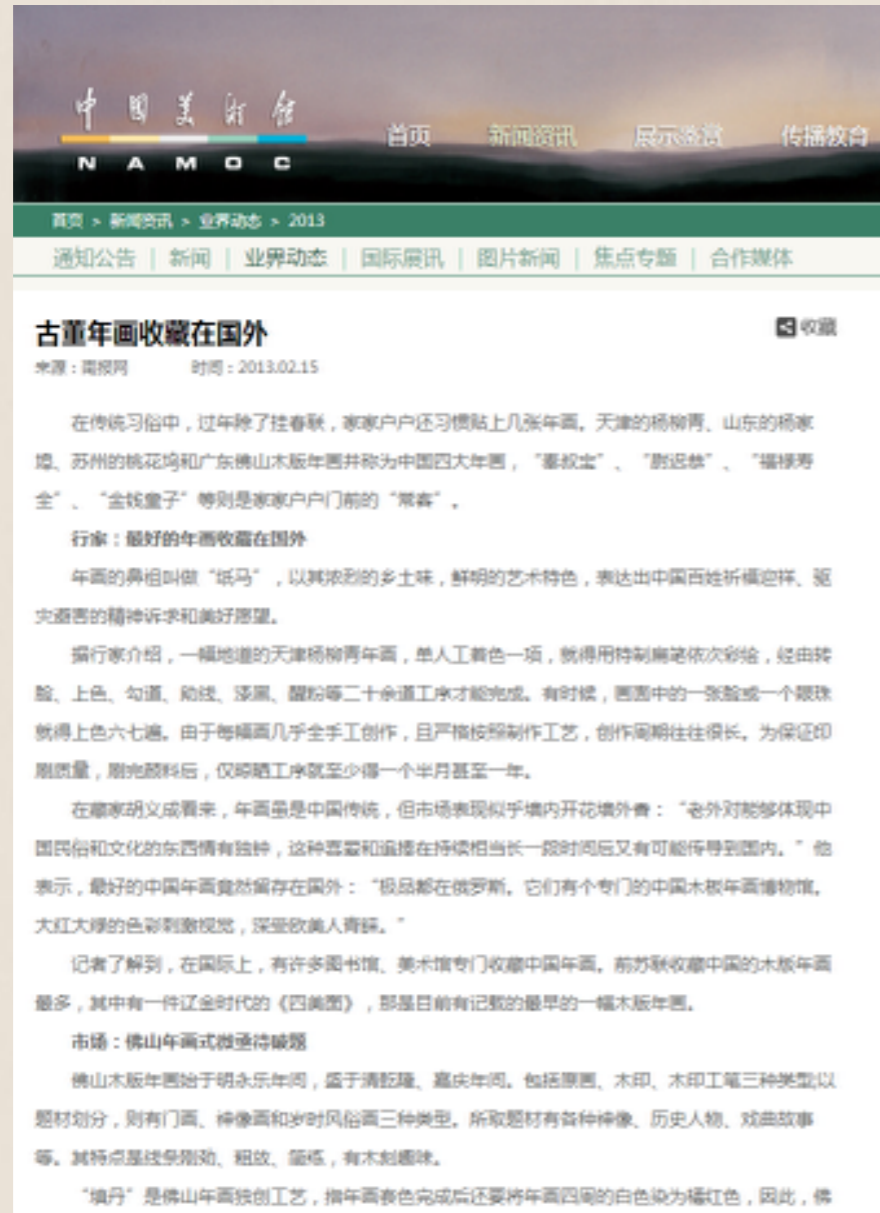 中国美术馆
NAMOC
首页 新闻资讯 展示鉴赏 传播教育
首页 > 新闻资讯 > 业界动态 > 2013
通知公告 | 新闻 | 业界动态 | 国际展讯 | 图片新闻 | 焦点专题 | 合作媒体
古董年画收藏在国外
收藏
来源：南报网 时间：2013.02.15
在传统习俗中，过年除了挂春联，家家户户还习惯贴上几张年画。天津的杨柳青、山东的杨家
埠、苏州的桃花坞和广东佛山木版年画并称为中国四大年画，“秦叔宝”、“尉迟恭”、“福禄寿
全”、“金钱童子”等则是家家户户门前的“常客”。
行家：最好的年画收藏在国外
年画的鼻祖叫做“纸马”，以其浓烈的乡土味，鲜明的艺术特色，表达出中国百姓祈福迎祥、驱
灾避害的精神诉求和美好愿望。
据行家介绍，一幅地道的天津杨柳青年画，单人工着色一项，就得用特制扁笔依次彩绘，经由转
脸、上色、勾道、勋线、漆黑、醒粉等二十余道工序才能完成。有时候，画面中的一张脸或一个眼珠
就得上色六七遍。由于每幅画几乎全手工创作，且严格按照制作工艺，创作周期往往很长。为保证印
刷质量，刷完颜料后，仅晾晒工序就至少得一个半月甚至一年。
在藏家胡义成看来，年画虽是中国传统，但市场表现似乎墙内开花墙外香：“老外对能够体现中
国民俗和文化的东西情有独钟，这种喜爱和追捧在持续相当长一段时间后又有可能传导到国内。”他
表示，最好的中国年画竟然留存在国外：“极品都在俄罗斯。它们有个专门的中国木板年画博物馆。
大红大绿的色彩刺激视觉，深受欧美人青睐。”
记者了解到，在国际上，有许多图书馆、美术馆专门收藏中国年画。前苏联收藏中国的木版年画
最多，其中有一件辽金时代的《四美图》，那是目前有记载的最早的一幅木版年画。
市场：佛山年画式微亟待破题
佛山木版年画始于明永乐年间，盛于清乾隆、嘉庆年间。包括原画、木印、木印工笔三种类型;以
题材划分，则有门画、神像画和岁时风俗画三种类型。所取题材有各种神像、历史人物、戏曲故事
等。其特点是线条刚劲、粗放、简练，有木刻趣味。
“填丹”是佛山年画独创工艺，指年画套色完成后还要将年画四周的白色染为橘红色，因此，佛